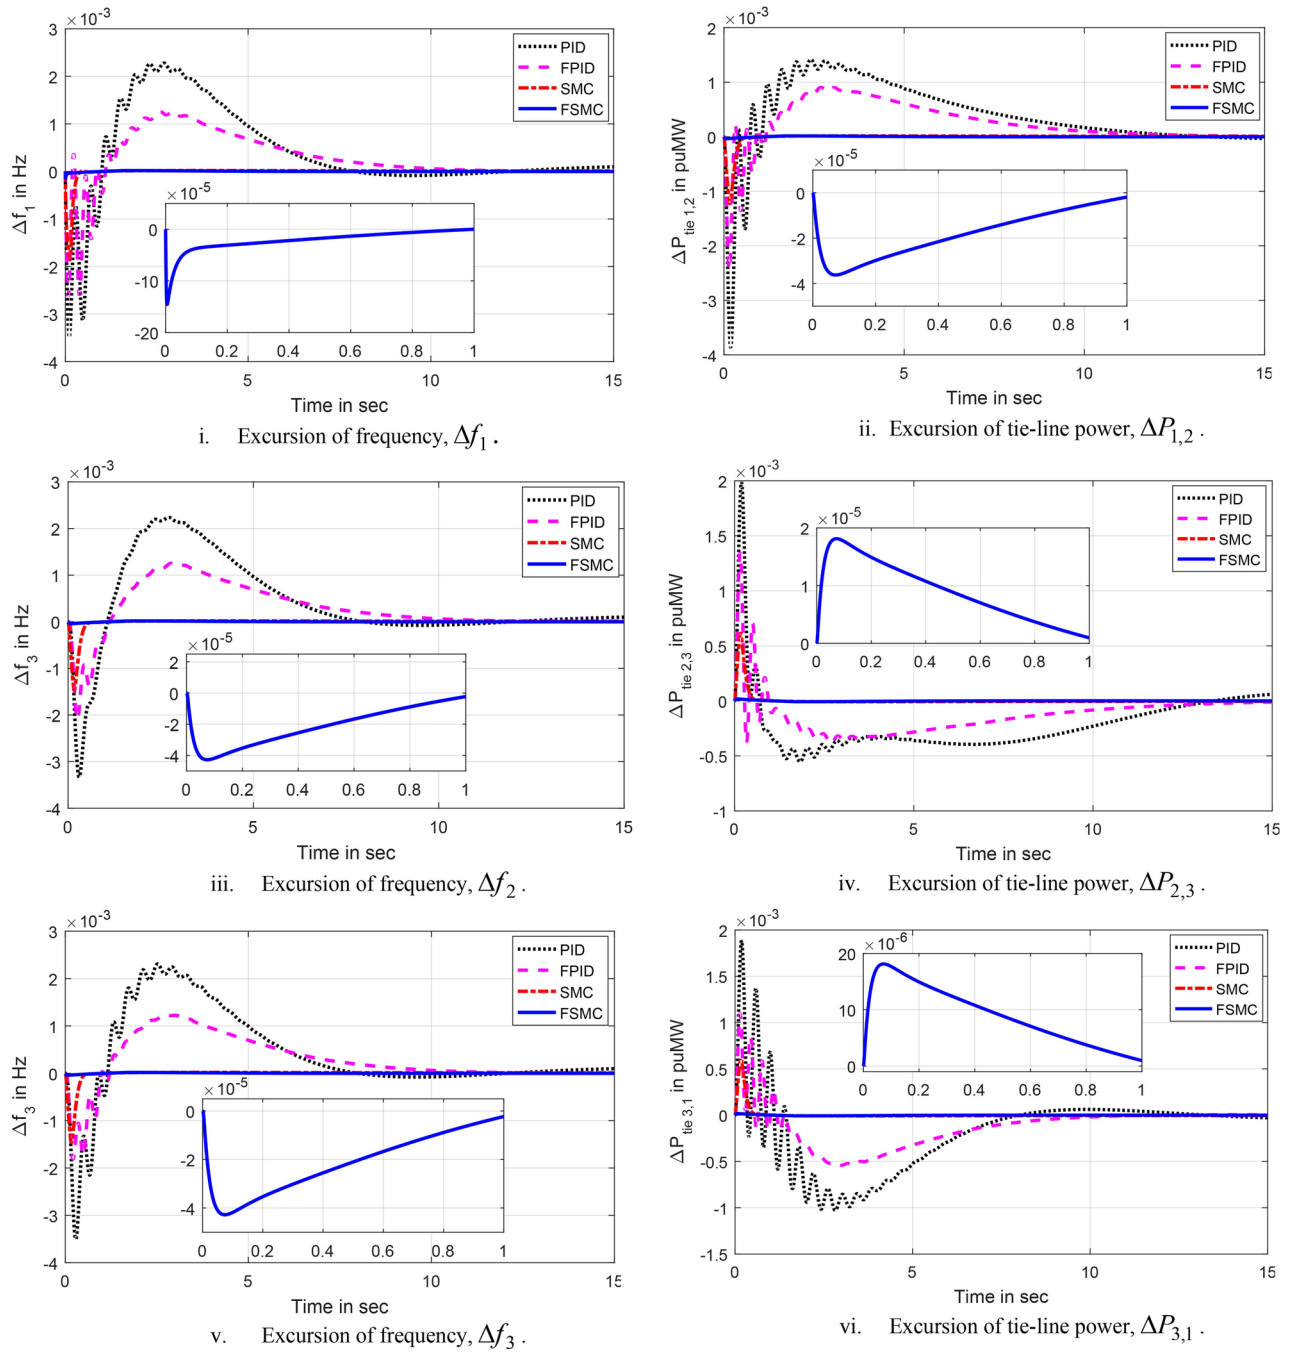 ×10⁻³
3
2
1
0
-1
-2
-3
-4
Δf₁ in Hz
PID
FPID
SMC
FSMC
×10⁻⁵
0
-10
-20
0 0.2 0.4 0.6 0.8 1
0 5 10 15
Time in sec
i. Excursion of frequency, Δf₁ .
×10⁻³
2
1
0
-1
-2
-3
-4
ΔP tie 1,2 in puMW
PID
FPID
SMC
FSMC
×10⁻⁵
0
-2
-4
0 0.2 0.4 0.6 0.8 1
0 5 10 15
Time in sec
ii. Excursion of tie-line power, ΔP₁,₂ .
×10⁻³
3
2
1
0
-1
-2
-3
-4
Δf₃ in Hz
PID
FPID
SMC
FSMC
×10⁻⁵
2
0
-2
-4
0 0.2 0.4 0.6 0.8 1
0 5 10 15
Time in sec
iii. Excursion of frequency, Δf₂ .
×10⁻³
2
1.5
1
0.5
0
-0.5
-1
ΔP tie 2,3 in puMW
PID
FPID
SMC
FSMC
×10⁻⁵
2
1
0
0 0.2 0.4 0.6 0.8 1
0 5 10 15
Time in sec
iv. Excursion of tie-line power, ΔP₂,₃ .
×10⁻³
3
2
1
0
-1
-2
-3
-4
Δf₃ in Hz
PID
FPID
SMC
FSMC
×10⁻⁵
0
-2
-4
0 0.2 0.4 0.6 0.8 1
0 5 10 15
Time in sec
v. Excursion of frequency, Δf₃ .
×10⁻³
2
1.5
1
0.5
0
-0.5
-1
-1.5
ΔP tie 3,1 in puMW
PID
FPID
SMC
FSMC
×10⁻⁶
20
10
0
0 0.2 0.4 0.6 0.8 1
0 5 10 15
Time in sec
vi. Excursion of tie-line power, ΔP₃,₁ .